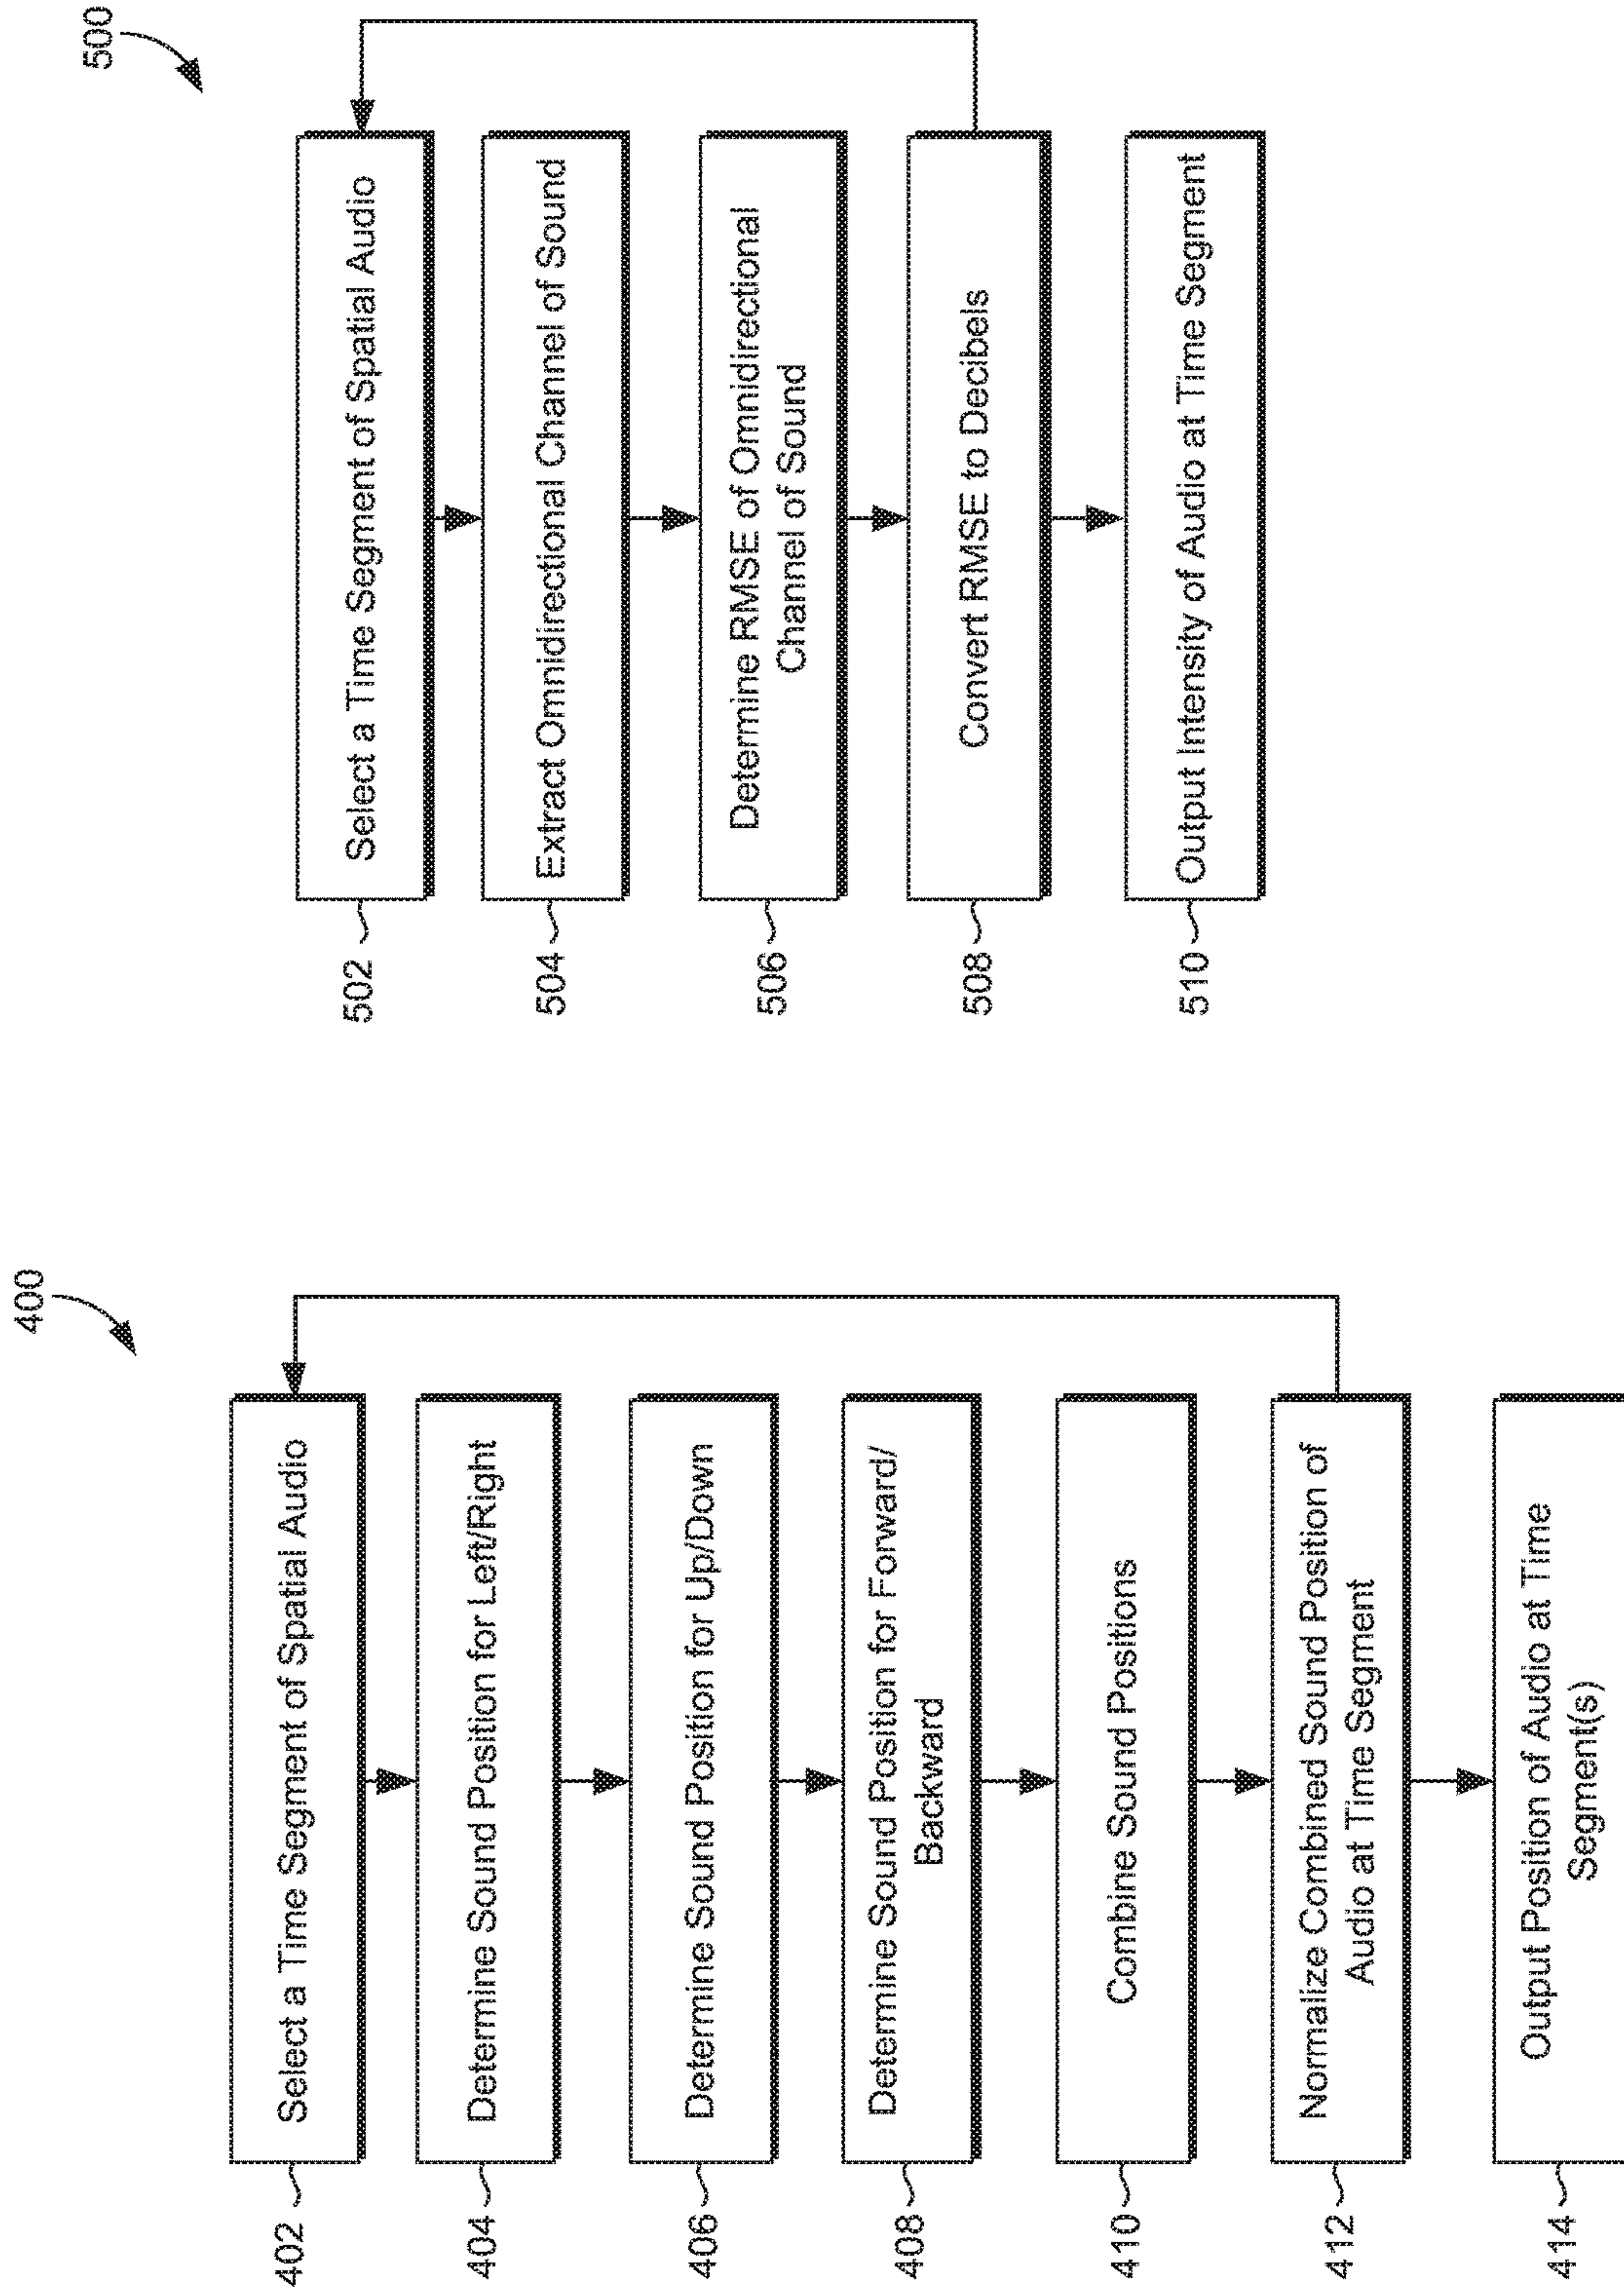 400
402
Select a Time Segment of Spatial Audio
404
Determine Sound Position for Left/Right
406
Determine Sound Position for Up/Down
408
Determine Sound Position for Forward/
Backward
410
Combine Sound Positions
412
Normalize Combined Sound Position of
Audio at Time Segment
414
Output Position of Audio at Time
Segment(s)
500
502
Select a Time Segment of Spatial Audio
504
Extract Omnidirectional Channel of Sound
506
Determine RMSE of Omnidirectional
Channel of Sound
508
Convert RMSE to Decibels
510
Output Intensity of Audio at Time Segment